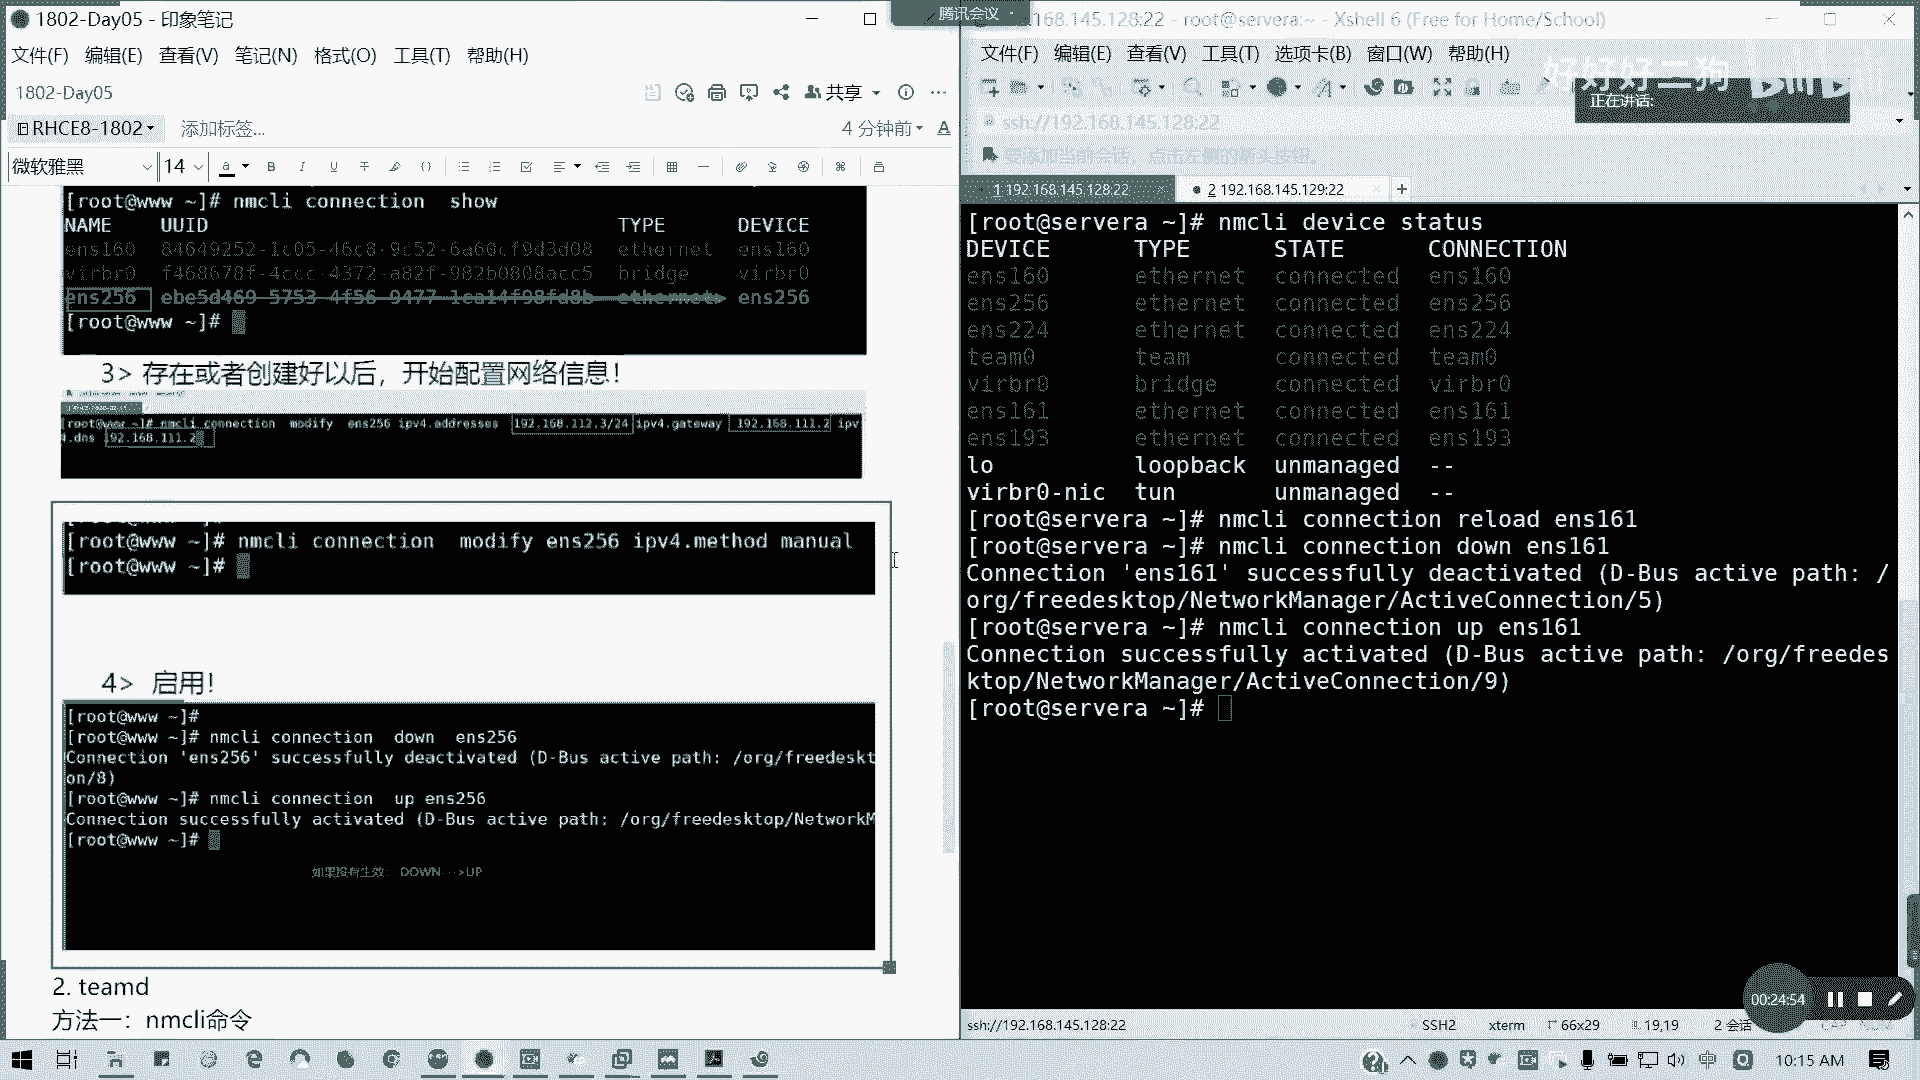 1802-Day05 - 印象笔记
文件(F) 编辑(E) 查看(V) 笔记(N) 格式(O) 工具(T) 帮助(H)
1802-Day05
共享
RHCE8-1802 添加标签...
4 分钟前
微软雅黑 14
[root@www ~]# nmcli connection  show
NAME UUID TYPE DEVICE
ens160 84649252-1c05-46c8-9c52-6a60cf9d3d08 ethernet ens160
virbr0 f468678f-4ccc-4372-a82f-982b0808acc5 bridge virbr0
ens256 ebe5d469-5753-4f56-9477-1ca14f98fd8b ethernet ens256
[root@www ~]#
3> 存在或者创建好以后，开始配置网络信息！
[root@www ~]# nmcli connection  modify  ens256 ipv4.addresses  192.168.112.3/24 ipv4.gateway  192.168.111.2 ipv
4.dns 192.168.111.2
[root@www ~]# nmcli connection  modify ens256 ipv4.method manual
[root@www ~]#
4> 启用！
[root@www ~]#
[root@www ~]# nmcli connection  down  ens256
Connection 'ens256' successfully deactivated (D-Bus active path: /org/freedeskt
on/8)
[root@www ~]# nmcli connection  up ens256
Connection successfully activated (D-Bus active path: /org/freedesktop/NetworkM
[root@www ~]#
如果没有生效： DOWN--->UP
2. teamd
方法一：nmcli命令
腾讯会议
168.145.128:22 - root@servera:~ - Xshell 6 (Free for Home/School)
文件(F) 编辑(E) 查看(V) 工具(T) 选项卡(B) 窗口(W) 帮助(H)
好好好二狗
bilibili
正在讲话:
ssh://192.168.145.128:22
要添加当前会话，点击左侧的箭头按钮。
1 192.168.145.128:22 2 192.168.145.129:22
[root@servera ~]# nmcli device status
DEVICE TYPE STATE CONNECTION
ens160 ethernet connected ens160
ens256 ethernet connected ens256
ens224 ethernet connected ens224
team0 team connected team0
virbr0 bridge connected virbr0
ens161 ethernet connected ens161
ens193 ethernet connected ens193
lo loopback unmanaged --
virbr0-nic tun unmanaged --
[root@servera ~]# nmcli connection reload ens161
[root@servera ~]# nmcli connection down ens161
Connection 'ens161' successfully deactivated (D-Bus active path: /
org/freedesktop/NetworkManager/ActiveConnection/5)
[root@servera ~]# nmcli connection up ens161
Connection successfully activated (D-Bus active path: /org/freedes
ktop/NetworkManager/ActiveConnection/9)
[root@servera ~]#
00:24:54
ssh://192.168.145.128:22 SSH2 xterm 66x29 19,19 2 会话 CAP NUM
中 10:15 AM